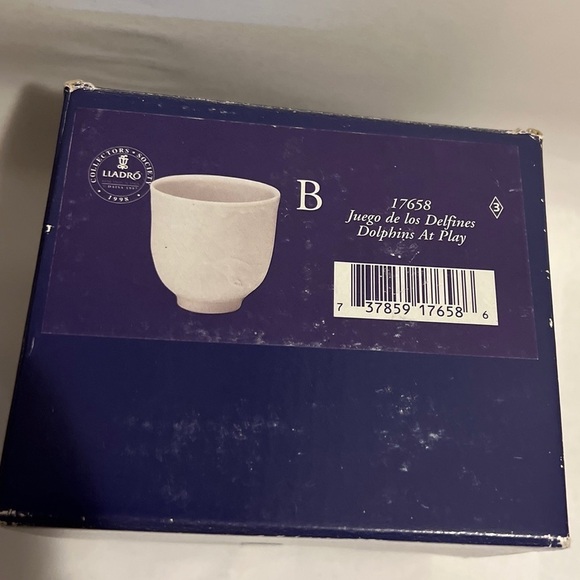 COLLECTORS SOCIETY
LLADRÓ
1998
B
17658
Juego de los Delfines
Dolphins At Play
3
7 37859 17658 6